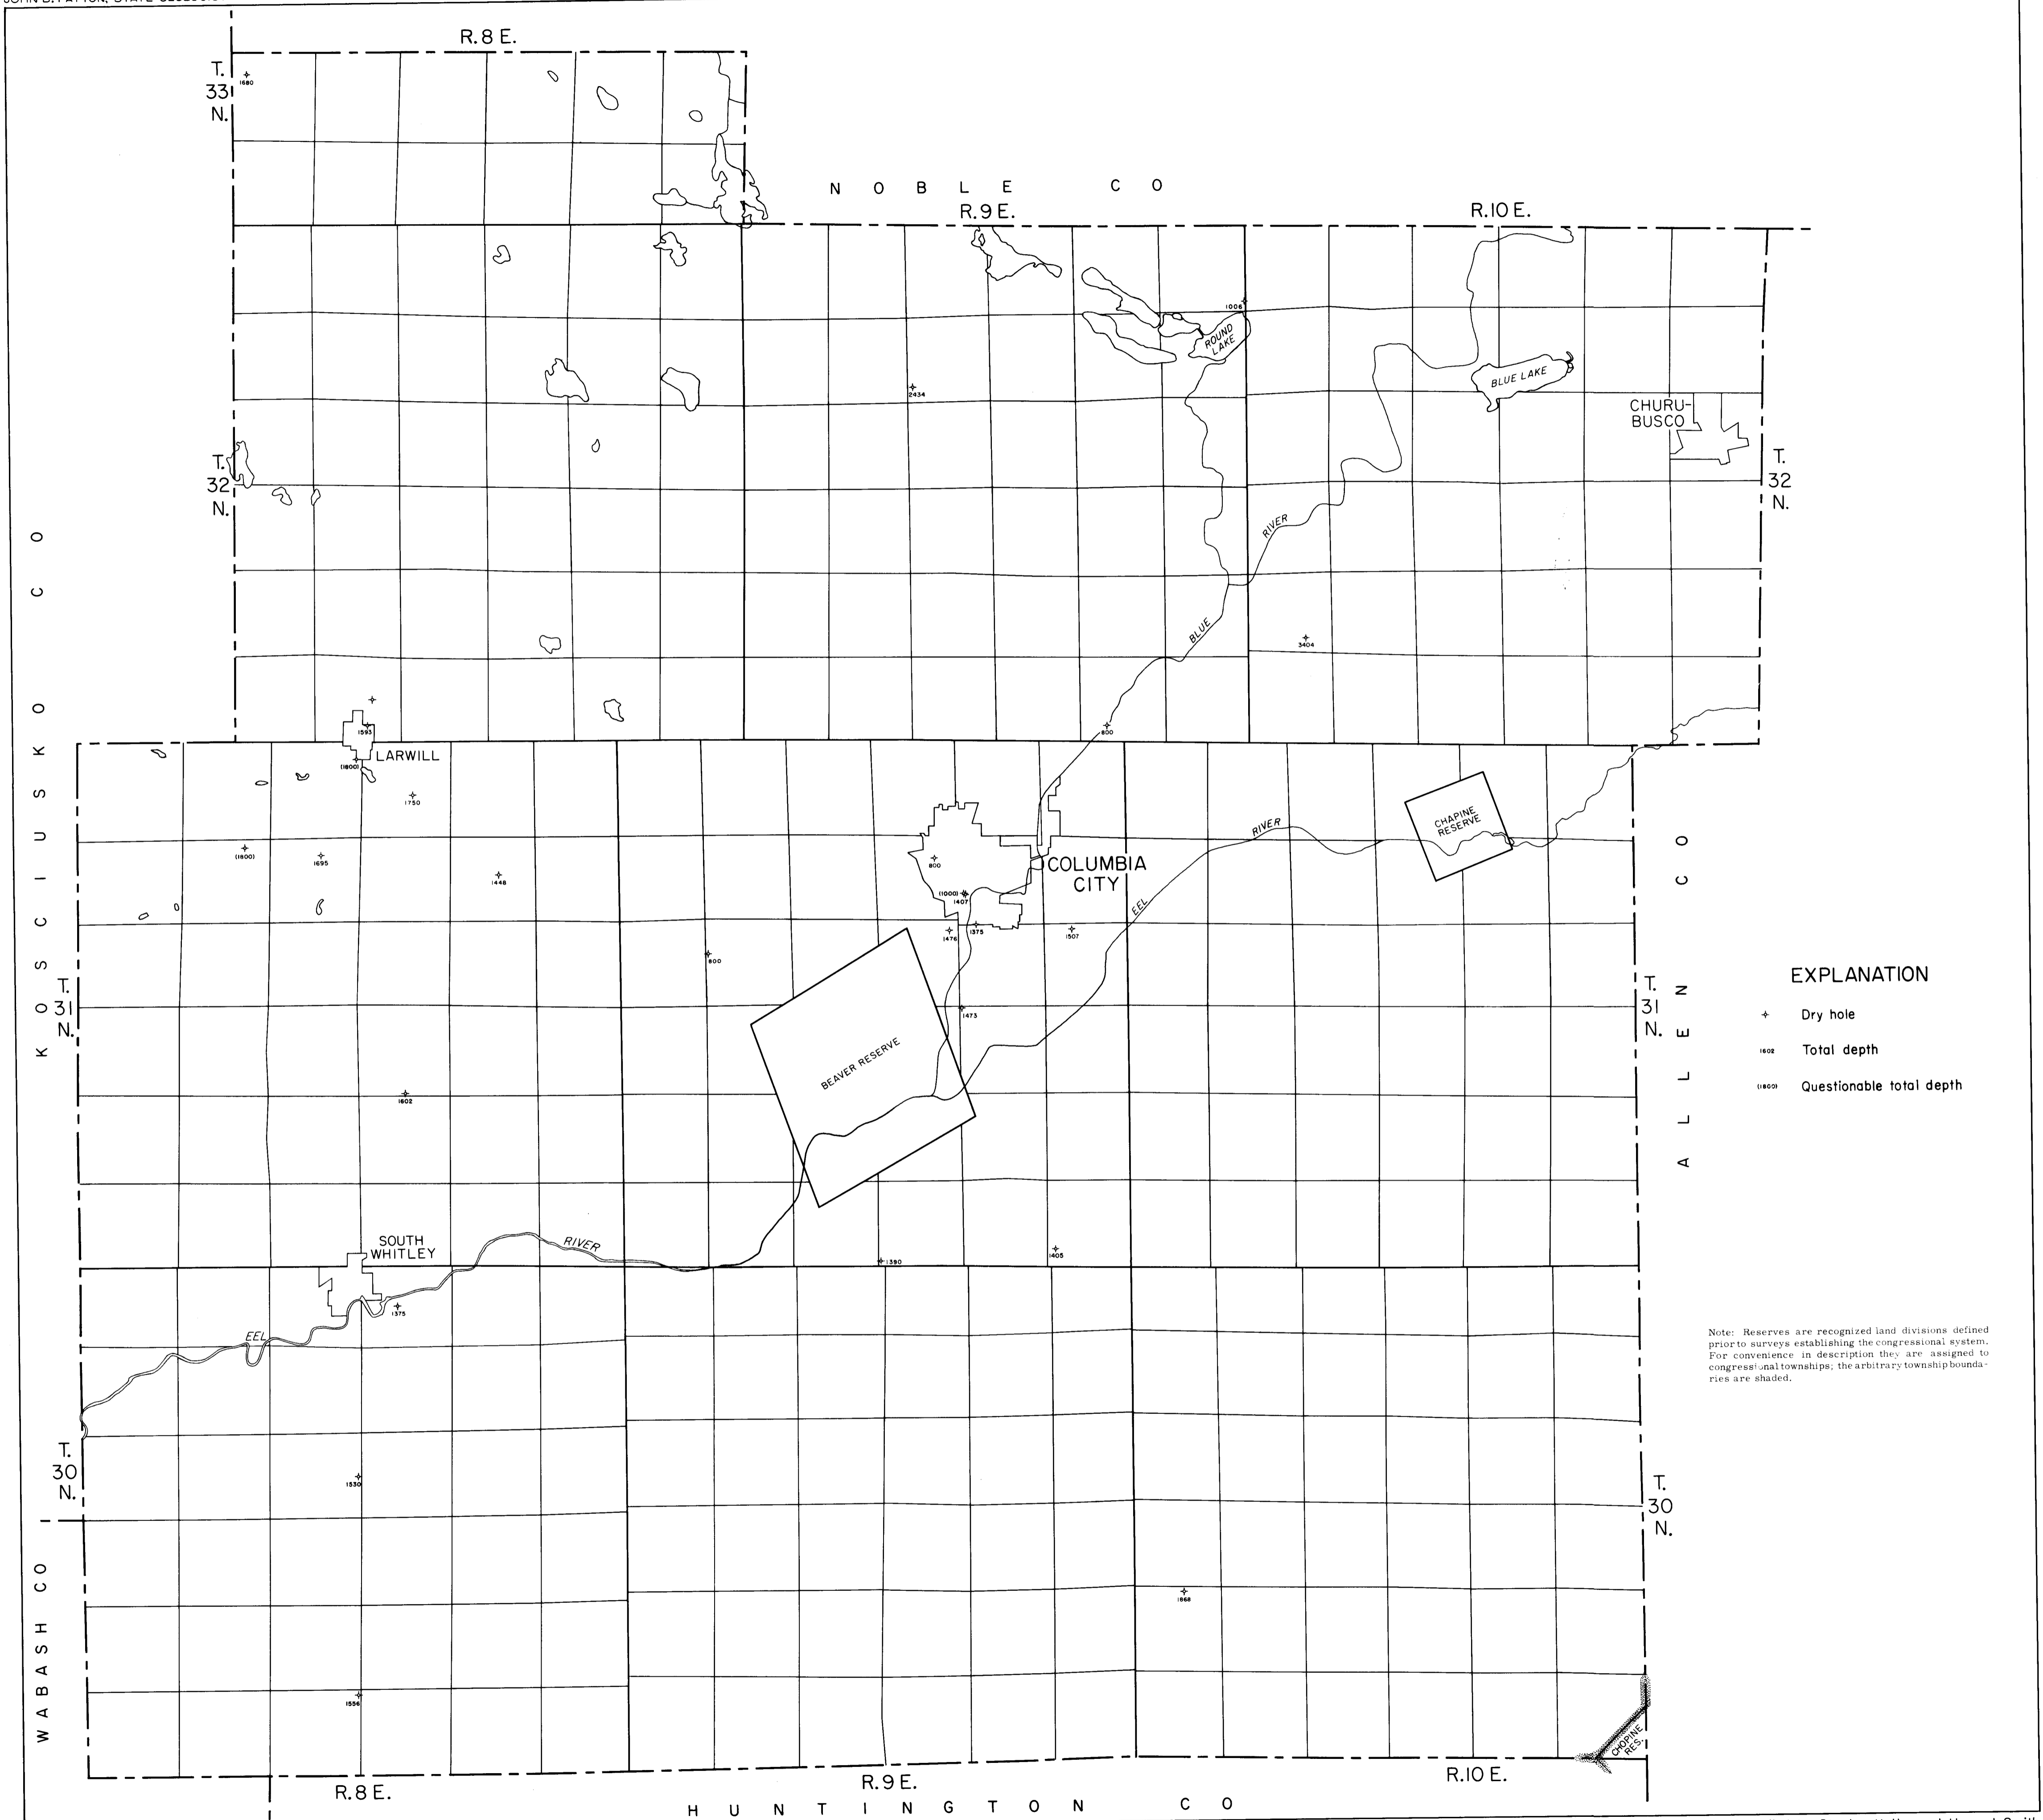 R. 8 E.
T.
33
N.
1680
N O B L E C O
R. 9 E.
R. 10 E.
1006
ROUND
LAKE
BLUE LAKE
2434
CHURU-
BUSCO
T.
32
N.
T.
32
N.
RIVER
BLUE
3404
800
1593
LARWILL
(1800)
1750
K O S C I U S K O C O
CHAPINE
RESERVE
RIVER
(1800)
1695
1448
800
COLUMBIA
CITY
(1000)
1407
EEL
1476
1375
1507
800
A L L E N C O
T.
31
N.
T.
31
N.
1473
BEAVER RESERVE
1602
EXPLANATION
Dry hole
1602 Total depth
(1800) Questionable total depth
SOUTH
WHITLEY
RIVER
1390
1405
1375
EEL
Note: Reserves are recognized land divisions defined
prior to surveys establishing the congressional system.
For convenience in description they are assigned to
congressional townships; the arbitrary township bounda-
ries are shaded.
T.
30
N.
1530
T.
30
N.
WABASH CO
1868
1556
CHOPINE
RES.
R. 8 E.
R. 9 E.
R. 10 E.
H U N T I N G T O N C O